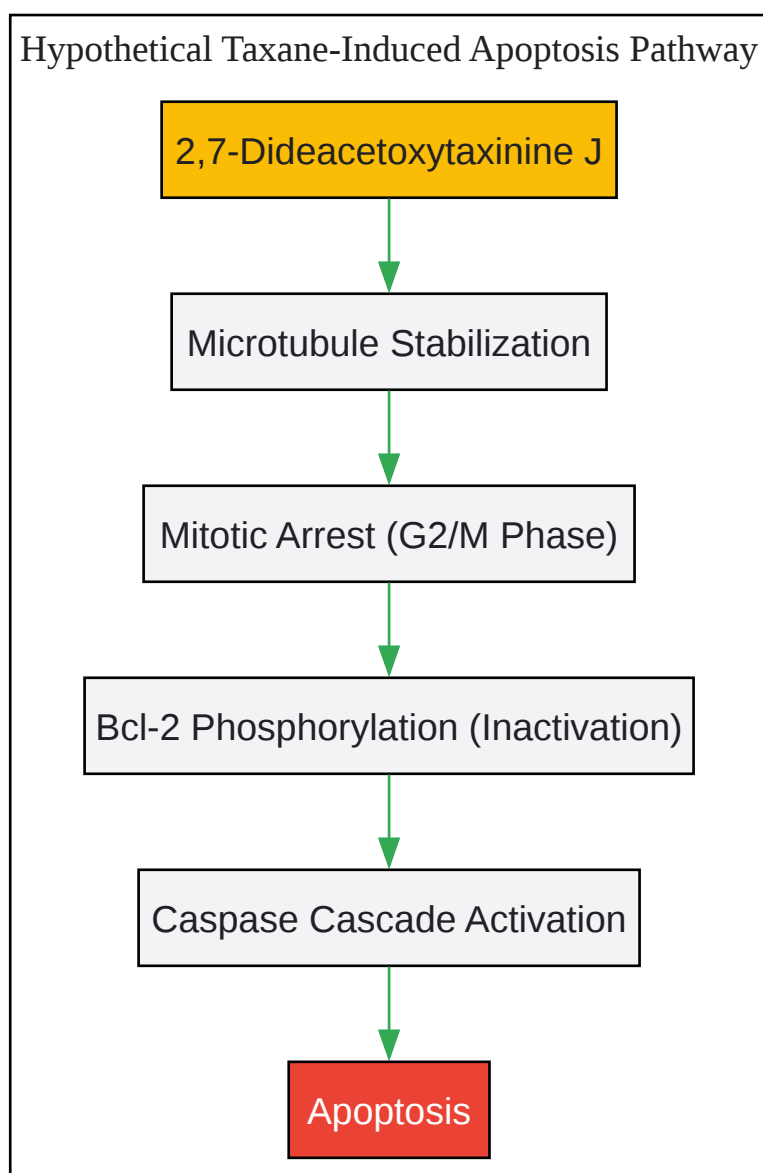 Hypothetical Taxane-Induced Apoptosis Pathway
2,7-Dideacetoxytaxinine J
Microtubule Stabilization
Mitotic Arrest (G2/M Phase)
Bcl-2 Phosphorylation (Inactivation)
Caspase Cascade Activation
Apoptosis